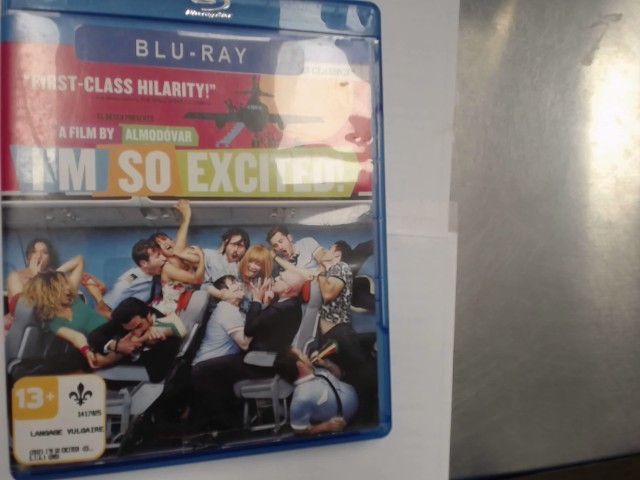 BLU-RAY
"FIRST-CLASS HILARITY!"
A FILM BY ALMODÓVAR
I'M SO EXCITED!
13+
LANGAGE VULGAIRE